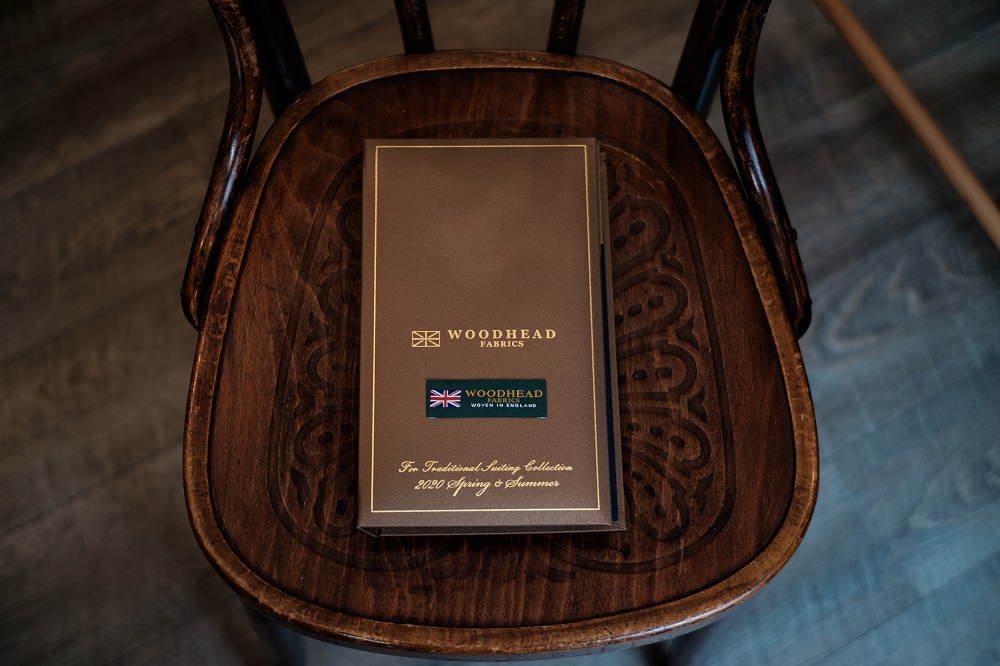 WOODHEAD
FABRICS
WOODHEAD
FABRICS
WOVEN IN ENGLAND
For Traditional Suiting Collection
2020 Spring & Summer